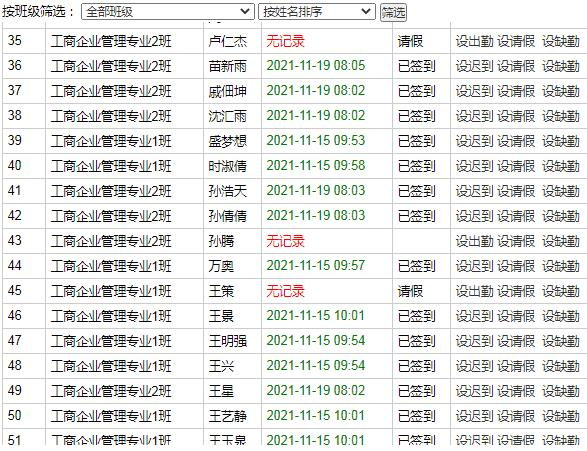 按班级筛选： 全部班级 按姓名排序 筛选
35 工商企业管理专业2班 卢仁杰 无记录 请假 设出勤 设请假 设缺勤
36 工商企业管理专业2班 苗新雨 2021-11-19 08:05 已签到 设迟到 设请假 设缺勤
37 工商企业管理专业2班 戚佃坤 2021-11-19 08:02 已签到 设迟到 设请假 设缺勤
38 工商企业管理专业2班 沈汇雨 2021-11-19 08:02 已签到 设迟到 设请假 设缺勤
39 工商企业管理专业1班 盛梦想 2021-11-15 09:53 已签到 设迟到 设请假 设缺勤
40 工商企业管理专业1班 时淑倩 2021-11-15 09:58 已签到 设迟到 设请假 设缺勤
41 工商企业管理专业2班 孙浩天 2021-11-19 08:03 已签到 设迟到 设请假 设缺勤
42 工商企业管理专业2班 孙倩倩 2021-11-19 08:03 已签到 设迟到 设请假 设缺勤
43 工商企业管理专业2班 孙腾 无记录 设出勤 设请假 设缺勤
44 工商企业管理专业1班 万奥 2021-11-15 09:57 已签到 设迟到 设请假 设缺勤
45 工商企业管理专业1班 王策 无记录 请假 设出勤 设请假 设缺勤
46 工商企业管理专业1班 王景 2021-11-15 10:01 已签到 设迟到 设请假 设缺勤
47 工商企业管理专业1班 王明强 2021-11-15 09:54 已签到 设迟到 设请假 设缺勤
48 工商企业管理专业1班 王兴 2021-11-15 09:54 已签到 设迟到 设请假 设缺勤
49 工商企业管理专业2班 王星 2021-11-19 08:02 已签到 设迟到 设请假 设缺勤
50 工商企业管理专业1班 王艺静 2021-11-15 10:01 已签到 设迟到 设请假 设缺勤
51 工商企业管理专业1班 王玉泉 2021-11-15 10:01 已签到 设迟到 设请假 设缺勤